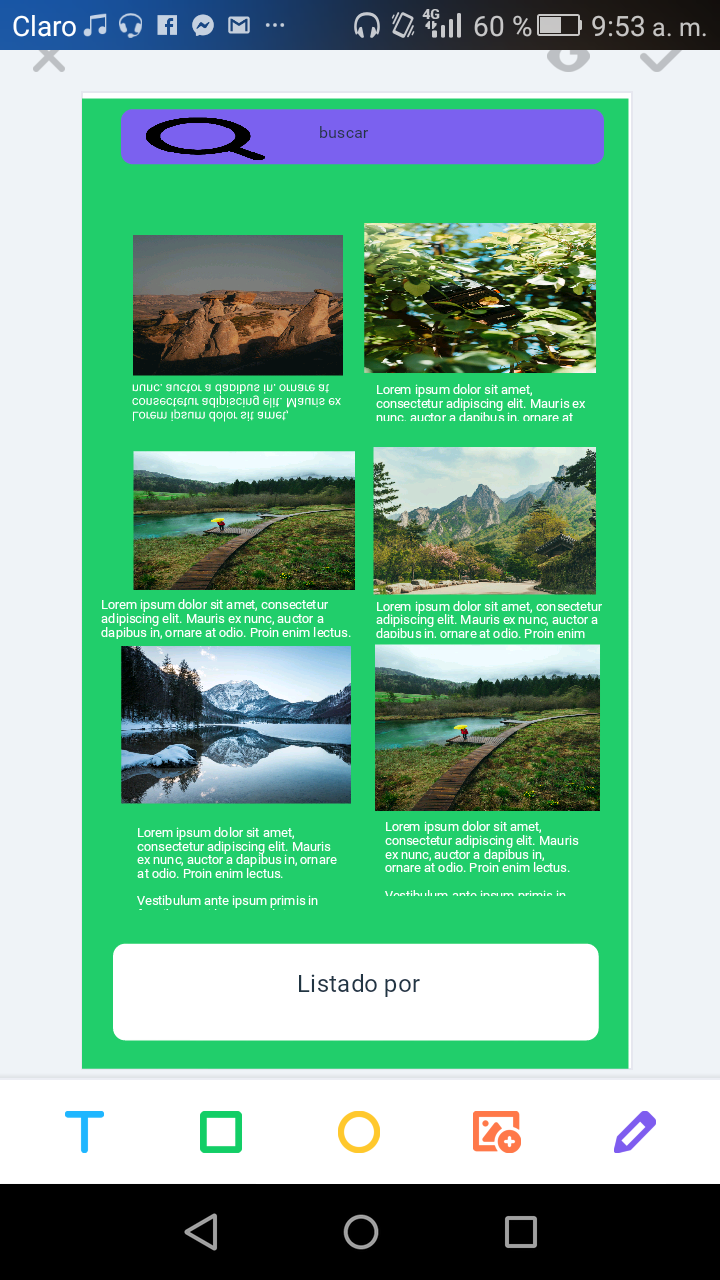 Claro 4G 60 % 9:53 a. m.
buscar
Lorem ipsum dolor sit amet,
consectetur adipiscing elit. Mauris ex
nunc, auctor a dapibus in, ornare at
Lorem ipsum dolor sit amet,
consectetur adipiscing elit. Mauris ex
nunc, auctor a dapibus in, ornare at
Lorem ipsum dolor sit amet, consectetur
adipiscing elit. Mauris ex nunc, auctor a
dapibus in, ornare at odio. Proin enim lectus.
Lorem ipsum dolor sit amet, consectetur
adipiscing elit. Mauris ex nunc, auctor a
dapibus in, ornare at odio. Proin enim
Lorem ipsum dolor sit amet,
consectetur adipiscing elit. Mauris
ex nunc, auctor a dapibus in, ornare
at odio. Proin enim lectus.
Vestibulum ante ipsum primis in
Lorem ipsum dolor sit amet,
consectetur adipiscing elit. Mauris
ex nunc, auctor a dapibus in,
ornare at odio. Proin enim lectus.
Vestibulum ante ipsum primis in
Listado por